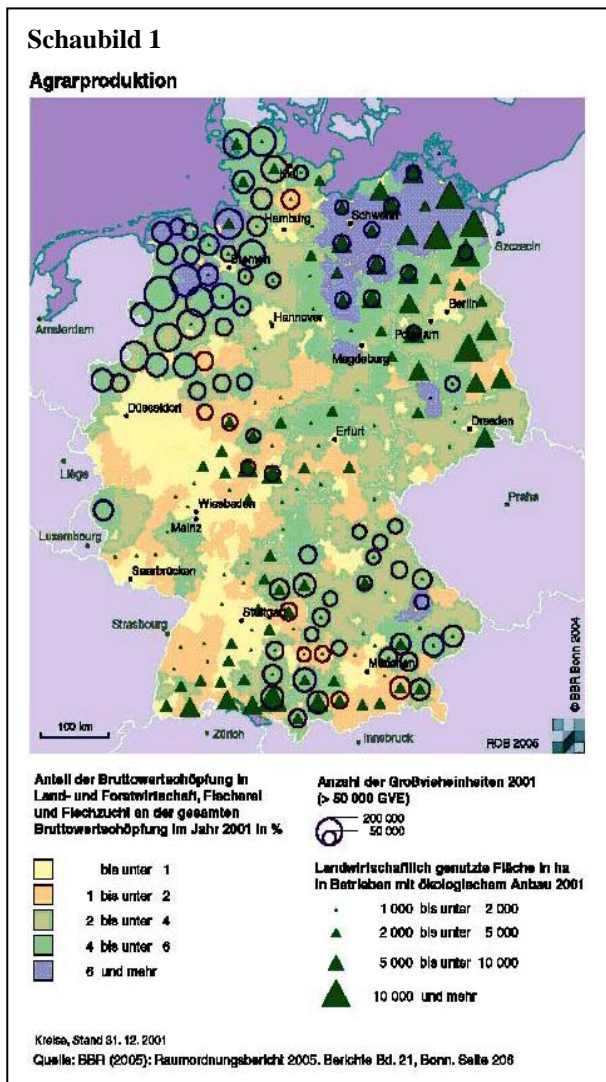 Schaubild 1
Agrarproduktion
Kiel
Hamburg
Schwerin
Szczecin
Bremen
Amsterdam
Hannover
Berlin
Potsdam
Magdeburg
Düsseldorf
Erfurt
Dresden
Liège
Wiesbaden
Mainz
Praha
Luxembourg
Saarbrücken
Stuttgart
Strasbourg
München
100 km
Zürich
Innsbruck
ROB 2005
© BBR Bonn 2004
Anteil der Bruttowertschöpfung in
Land- und Forstwirtschaft, Fischerei
und Fischzucht an der gesamten
Bruttowertschöpfung im Jahr 2001 in %
bis unter 1
1 bis unter 2
2 bis unter 4
4 bis unter 6
6 und mehr
Anzahl der Großvieheinheiten 2001
(> 50 000 GVE)
200 000
50 000
Landwirtschaftlich genutzte Fläche in ha
in Betrieben mit ökologischem Anbau 2001
1 000 bis unter 2 000
2 000 bis unter 5 000
5 000 bis unter 10 000
10 000 und mehr
Kreise, Stand 31. 12. 2001
Quelle: BBR (2005): Raumordnungsbericht 2005. Berichte Bd. 21, Bonn. Seite 206